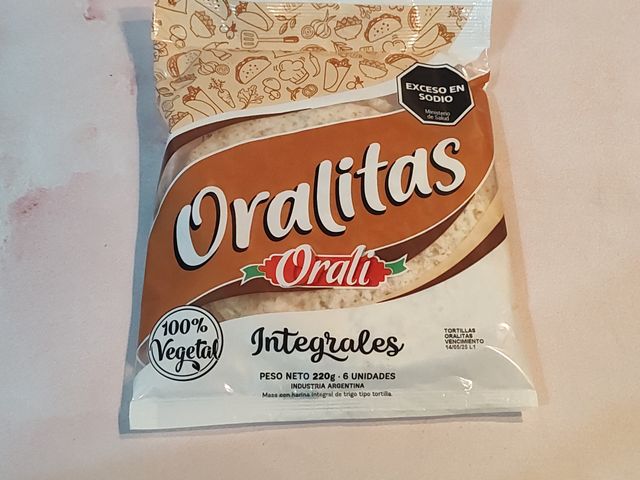 EXCESO EN
SODIO
Ministerio
de Salud
Oralitas
Orali
100%
Vegetal
Integrales
TORTILLAS
ORALITAS
VENCIMIENTO
14/05/25 L1
PESO NETO 220g · 6 UNIDADES
INDUSTRIA ARGENTINA
Masa con harina integral de trigo tipo tortilla.